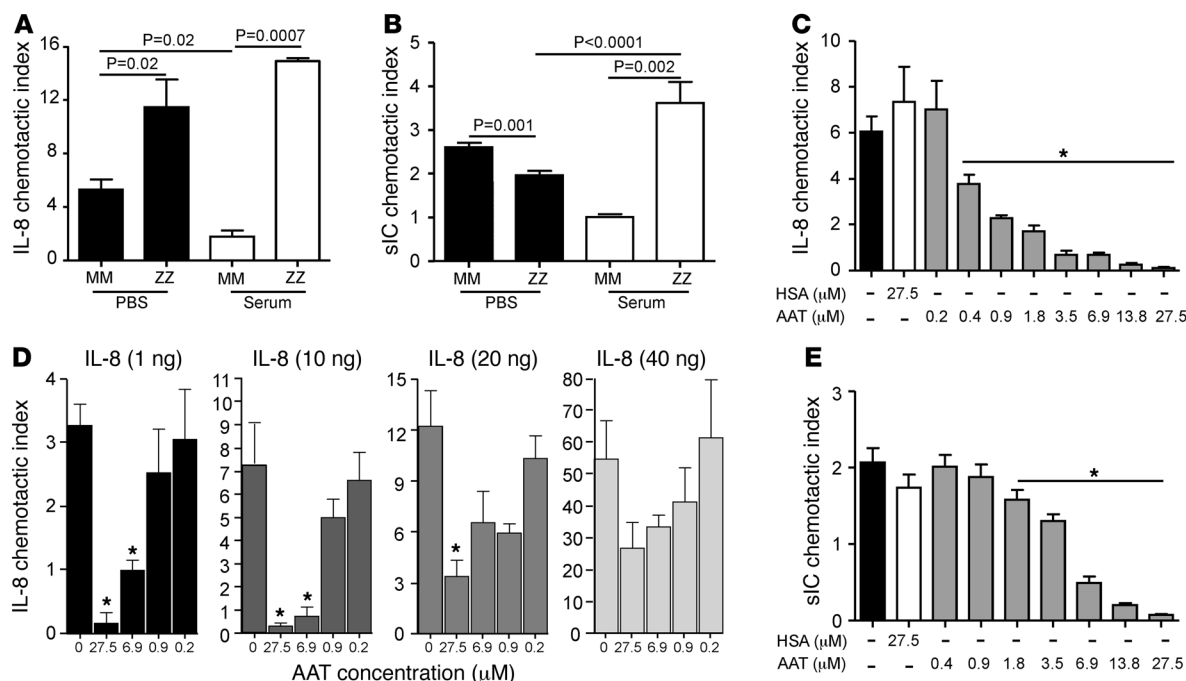 A
IL-8 chemotactic index
16
12
8
4
0
P=0.02
P=0.0007
P=0.02
MM ZZ MM ZZ
PBS Serum
B
sIC chemotactic index
5
4
3
2
1
0
P<0.0001
P=0.002
P=0.001
MM ZZ MM ZZ
PBS Serum
C
IL-8 chemotactic index
10
8
6
4
2
0
*
HSA (μM) – 27.5 – – – – – – – –
AAT (μM) – – 0.2 0.4 0.9 1.8 3.5 6.9 13.8 27.5
D
IL-8 chemotactic index
IL-8 (1 ng)
4
3
2
1
0
* *
0 27.5 6.9 0.9 0.2
IL-8 (10 ng)
11
10
9
8
7
6
5
4
3
2
1
0
* *
0 27.5 6.9 0.9 0.2
IL-8 (20 ng)
15
12
9
6
3
0
*
0 27.5 6.9 0.9 0.2
IL-8 (40 ng)
80
70
60
50
40
30
20
10
0
0 27.5 6.9 0.9 0.2
AAT concentration (μM)
E
sIC chemotactic index
3
2
1
0
*
HSA (μM) – 27.5 – – – – – – –
AAT (μM) – – 0.4 0.9 1.8 3.5 6.9 13.8 27.5